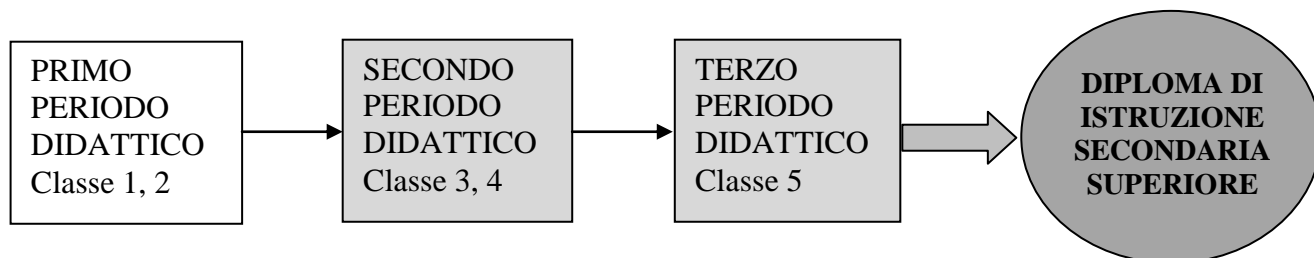 PRIMO
PERIODO
DIDATTICO
Classe 1, 2
SECONDO
PERIODO
DIDATTICO
Classe 3, 4
TERZO
PERIODO
DIDATTICO
Classe 5
DIPLOMA DI
ISTRUZIONE
SECONDARIA
SUPERIORE